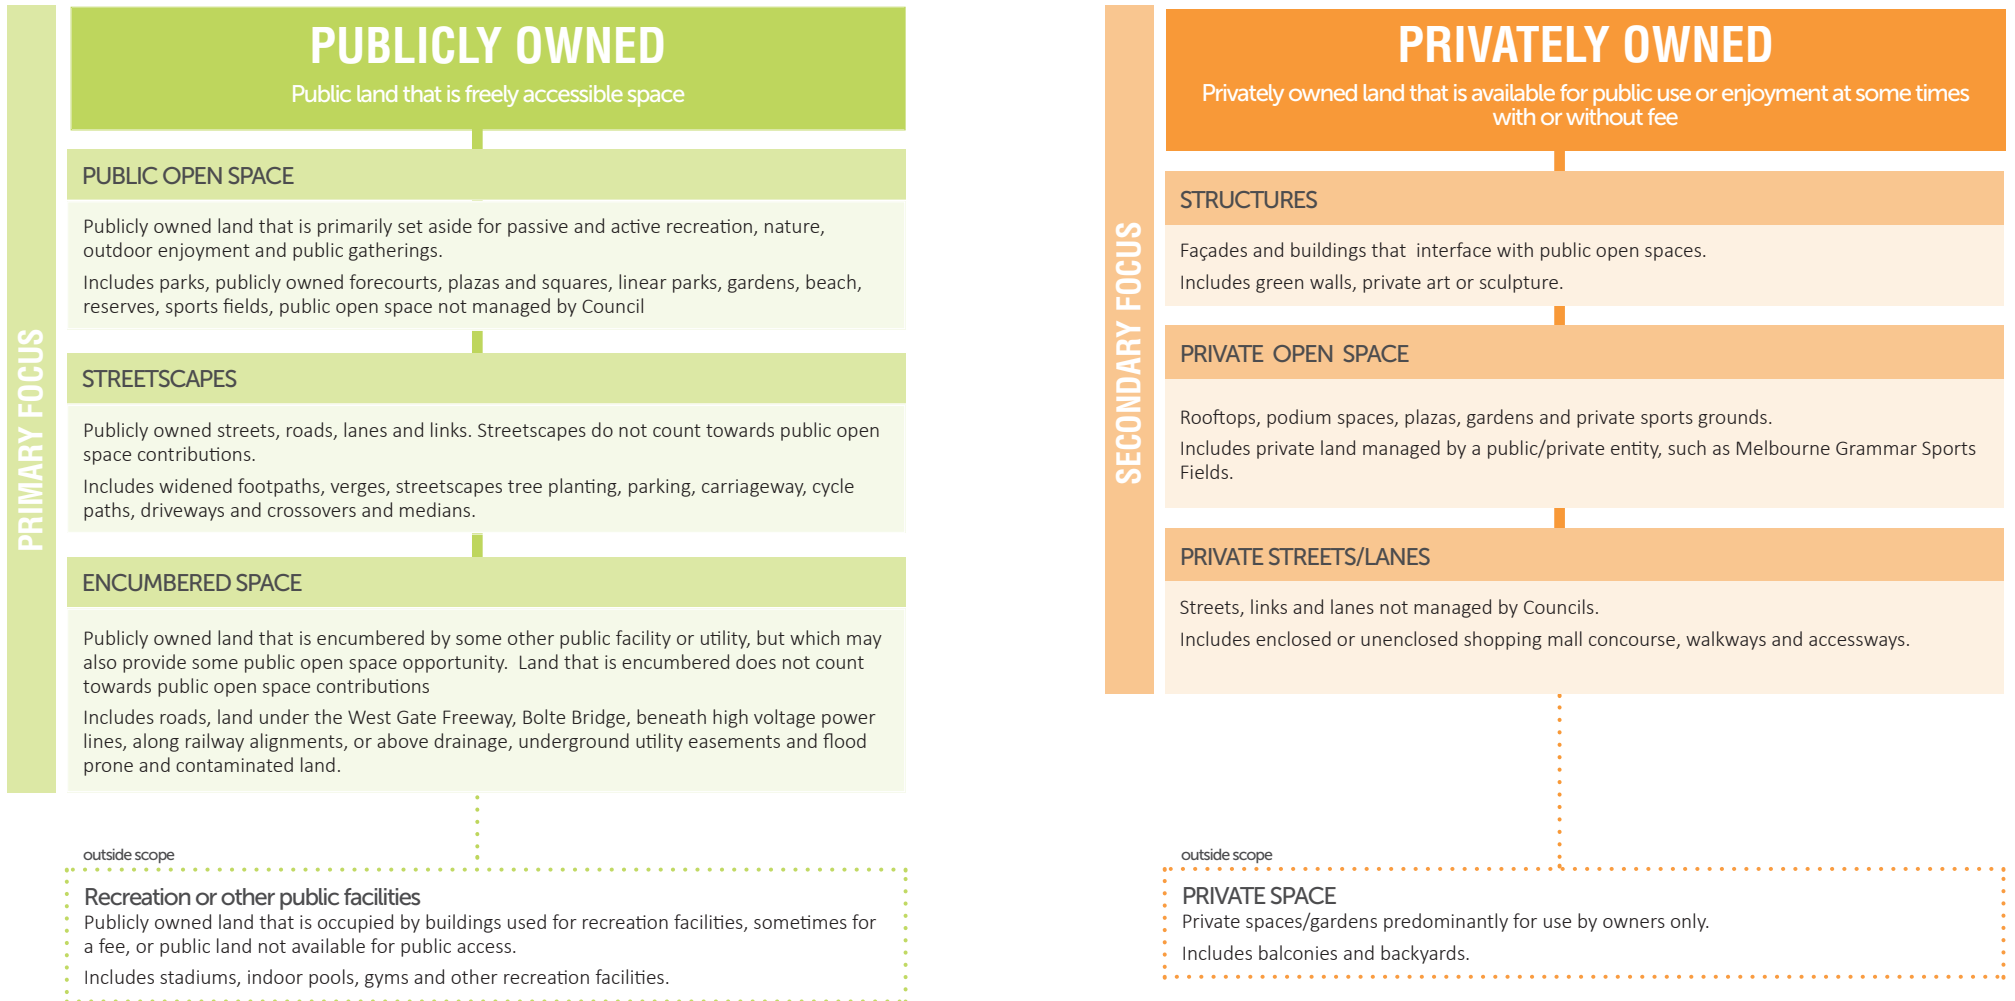 PRIMARY FOCUS
PUBLICLY OWNED
Public land that is freely accessible space
PUBLIC OPEN SPACE
Publicly owned land that is primarily set aside for passive and active recreation, nature,
outdoor enjoyment and public gatherings.
Includes parks, publicly owned forecourts, plazas and squares, linear parks, gardens, beach,
reserves, sports fields, public open space not managed by Council
STREETSCAPES
Publicly owned streets, roads, lanes and links. Streetscapes do not count towards public open
space contributions.
Includes widened footpaths, verges, streetscapes tree planting, parking, carriageway, cycle
paths, driveways and crossovers and medians.
ENCUMBERED SPACE
Publicly owned land that is encumbered by some other public facility or utility, but which may
also provide some public open space opportunity.  Land that is encumbered does not count
towards public open space contributions
Includes roads, land under the West Gate Freeway, Bolte Bridge, beneath high voltage power
lines, along railway alignments, or above drainage, underground utility easements and flood
prone and contaminated land.
outside scope
Recreation or other public facilities
Publicly owned land that is occupied by buildings used for recreation facilities, sometimes for
a fee, or public land not available for public access.
Includes stadiums, indoor pools, gyms and other recreation facilities.
SECONDARY FOCUS
PRIVATELY OWNED
Privately owned land that is available for public use or enjoyment at some times
with or without fee
STRUCTURES
Façades and buildings that  interface with public open spaces.
Includes green walls, private art or sculpture.
PRIVATE OPEN SPACE
Rooftops, podium spaces, plazas, gardens and private sports grounds.
Includes private land managed by a public/private entity, such as Melbourne Grammar Sports
Fields.
PRIVATE STREETS/LANES
Streets, links and lanes not managed by Councils.
Includes enclosed or unenclosed shopping mall concourse, walkways and accessways.
outside scope
PRIVATE SPACE
Private spaces/gardens predominantly for use by owners only.
Includes balconies and backyards.